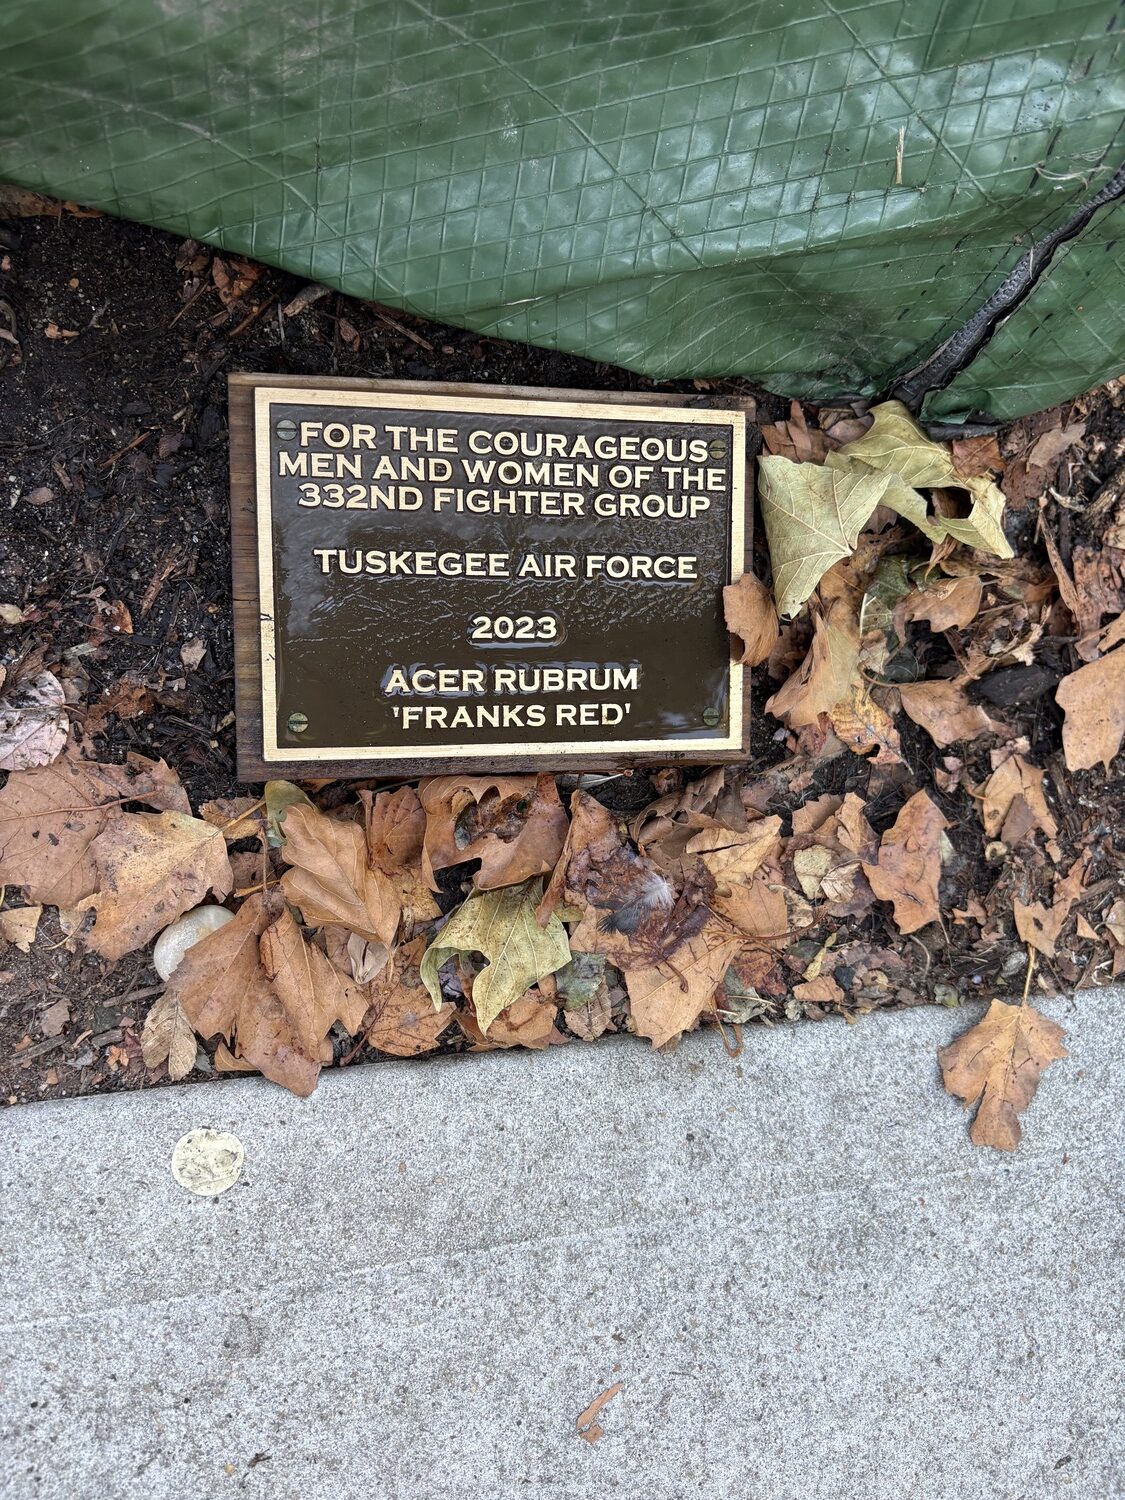 FOR THE COURAGEOUS
MEN AND WOMEN OF THE
332ND FIGHTER GROUP
TUSKEGEE AIR FORCE
2023
ACER RUBRUM
'FRANKS RED'